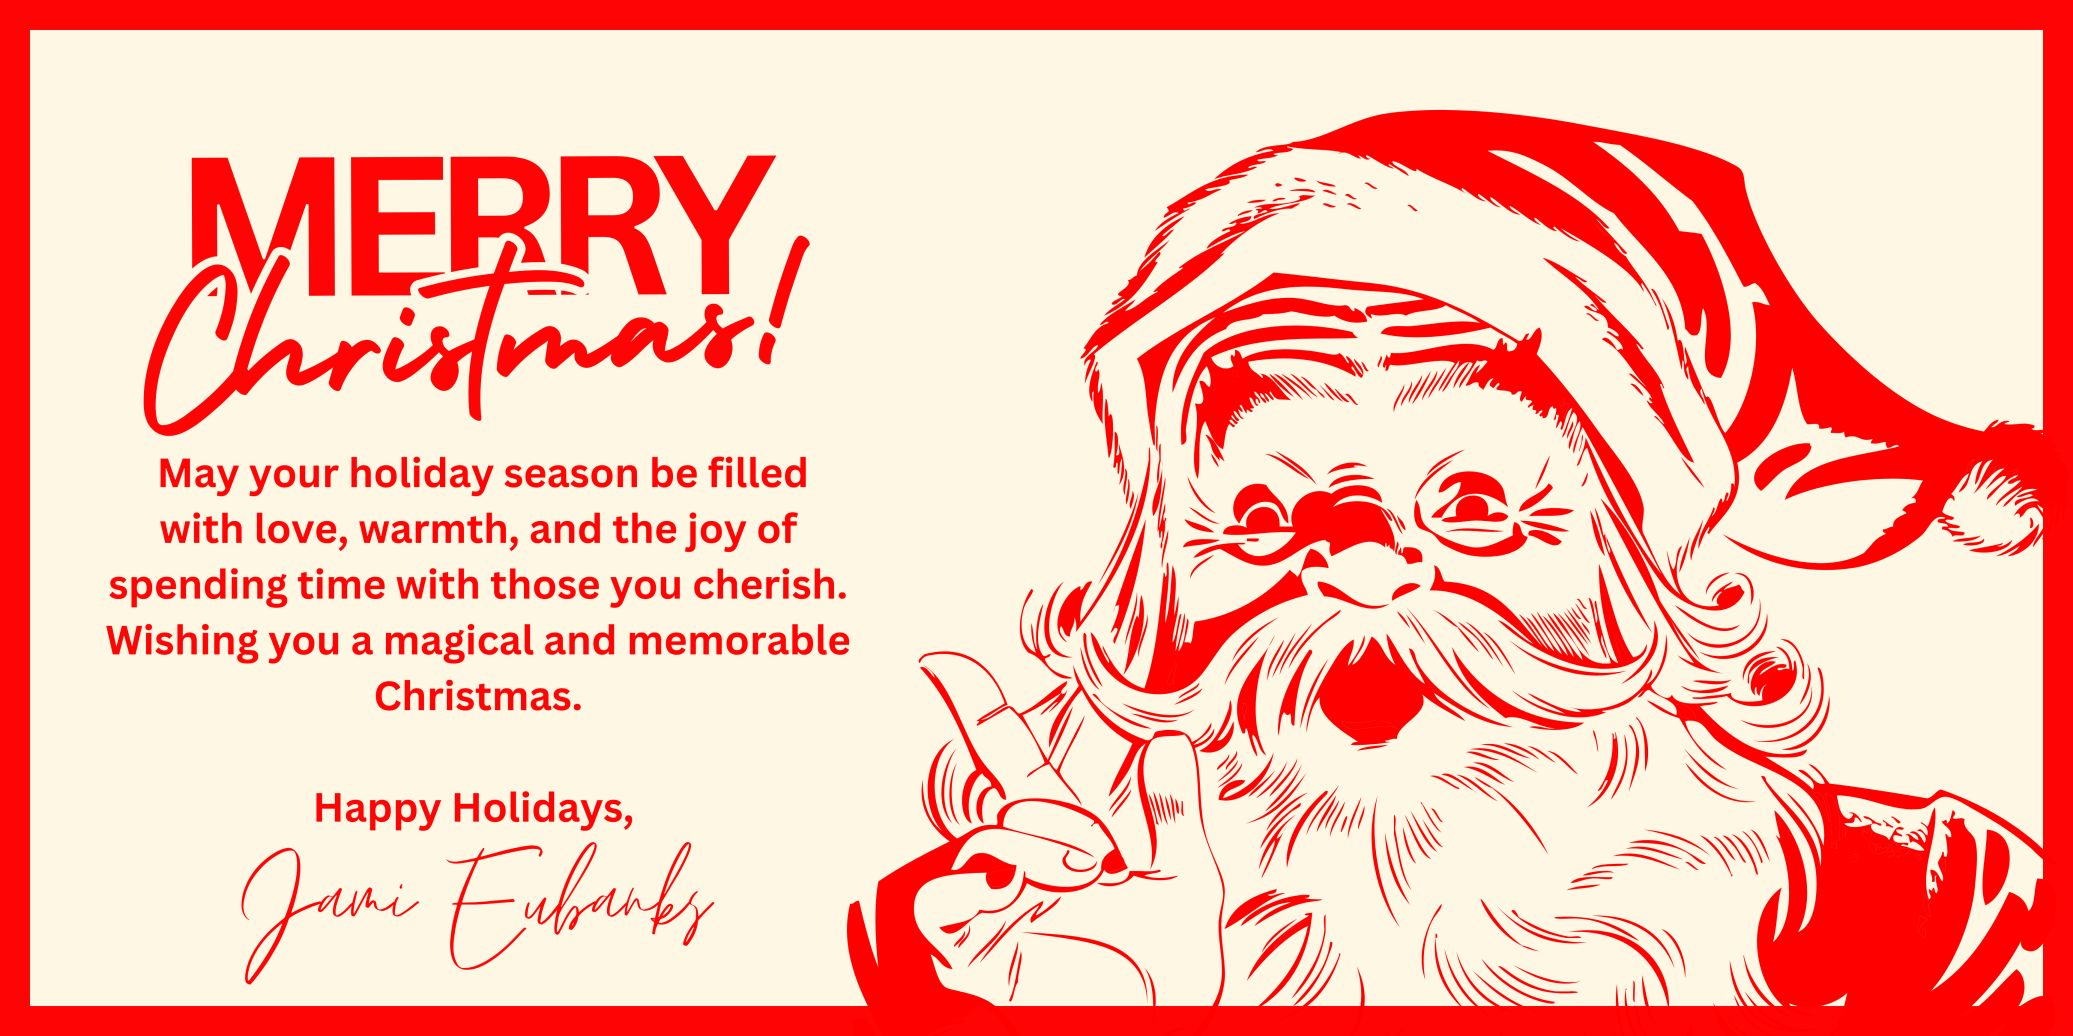 MERRY
Christmas!
May your holiday season be filled
with love, warmth, and the joy of
spending time with those you cherish.
Wishing you a magical and memorable
Christmas.
Happy Holidays,
Jami Eubanks